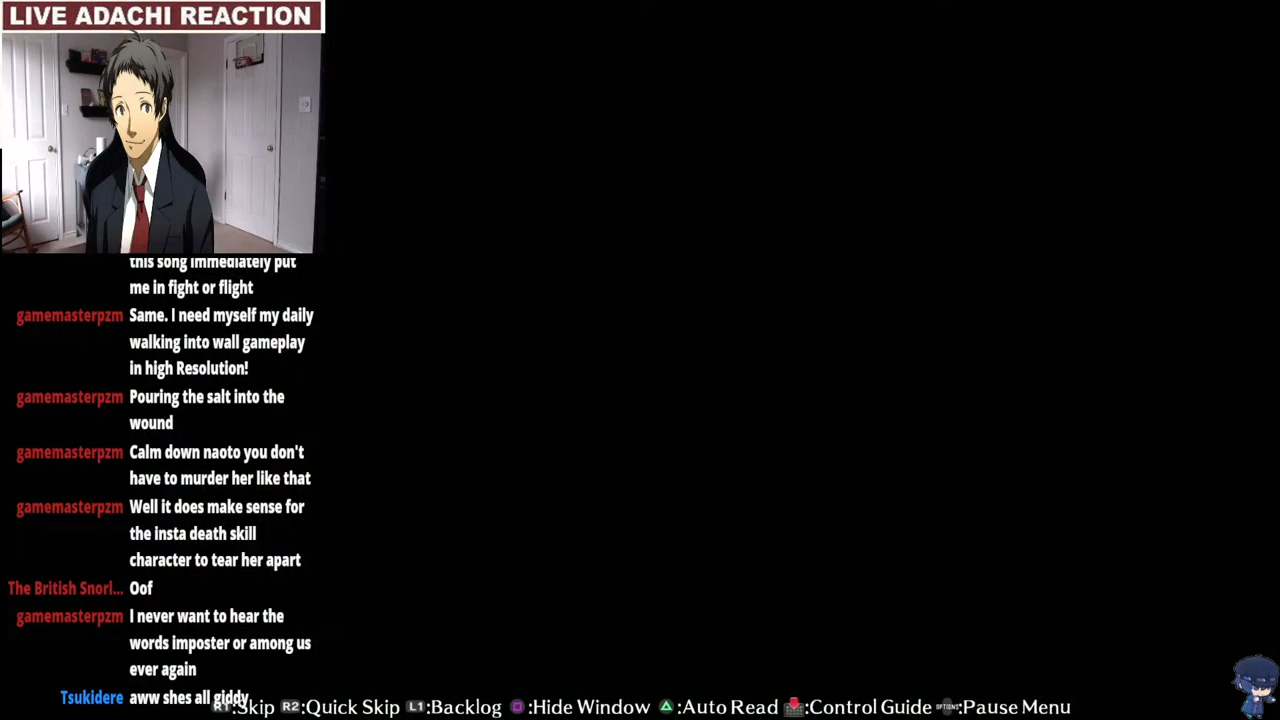 LIVE ADACHI REACTION
this song immediately put
me in fight or flight
gamemasterpzm Same. I need myself my daily
walking into wall gameplay
in high Resolution!
gamemasterpzm Pouring the salt into the
wound
gamemasterpzm Calm down naoto you don't
have to murder her like that
gamemasterpzm Well it does make sense for
the insta death skill
character to tear her apart
The British Snorl... Oof
gamemasterpzm I never want to hear the
words imposter or among us
ever again
Tsukidere aww shes all giddy
R1:Skip R2:Quick Skip L1:Backlog :Hide Window :Auto Read :Control Guide OPTIONS:Pause Menu